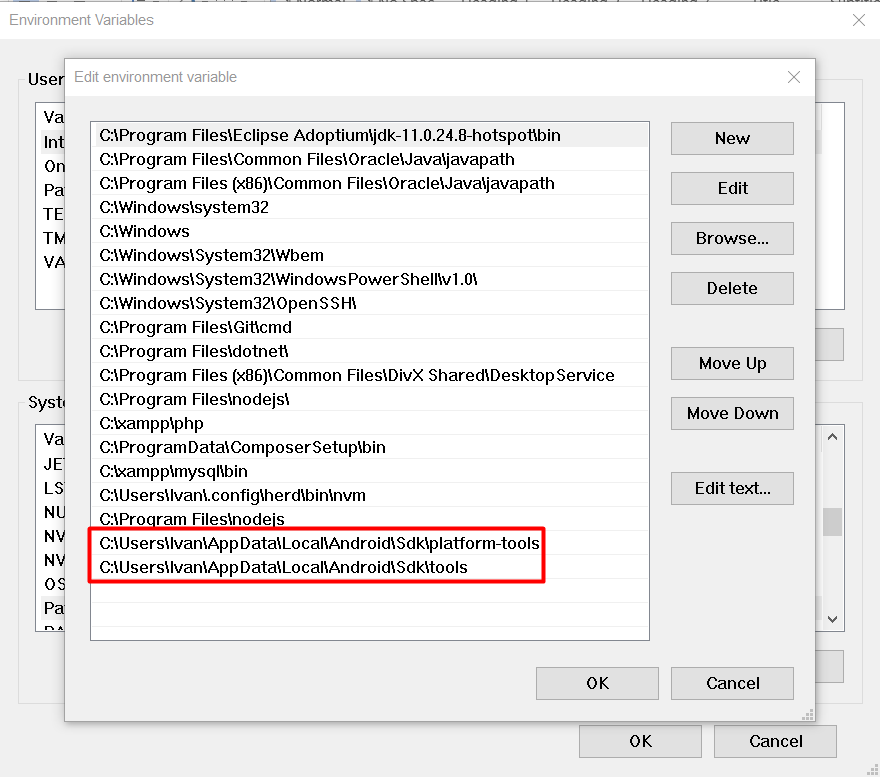 Environment Variables
Edit environment variable
User
Va
Int
On
Pa
TE
TM
VA
C:\Program Files\Eclipse Adoptium\jdk-11.0.24.8-hotspot\bin
C:\Program Files\Common Files\Oracle\Java\javapath
C:\Program Files (x86)\Common Files\Oracle\Java\javapath
C:\Windows\system32
C:\Windows
C:\Windows\System32\Wbem
C:\Windows\System32\WindowsPowerShell\v1.0\
C:\Windows\System32\OpenSSH\
C:\Program Files\Git\cmd
C:\Program Files\dotnet\
C:\Program Files (x86)\Common Files\DivX Shared\DesktopService
C:\Program Files\nodejs\
C:\xampp\php
C:\ProgramData\ComposerSetup\bin
C:\xampp\mysql\bin
C:\Users\Ivan\.config\herd\bin\nvm
C:\Program Files\nodejs
C:\Users\Ivan\AppData\Local\Android\Sdk\platform-tools
C:\Users\Ivan\AppData\Local\Android\Sdk\tools
New
Edit
Browse...
Delete
Move Up
Move Down
Edit text...
Syste
Va
JE
LS
NU
NV
NV
OS
Pa
OK
Cancel
OK
Cancel